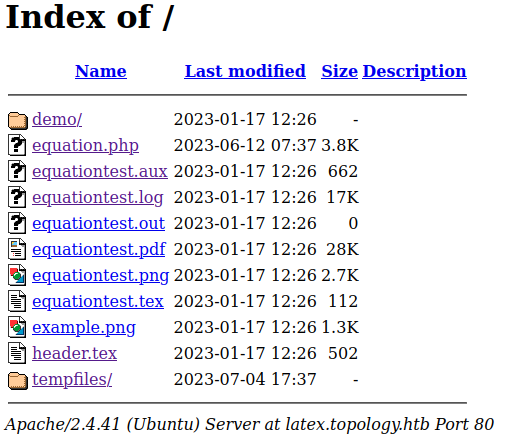 Index of /
Name Last modified Size Description
demo/ 2023-01-17 12:26 -
equation.php 2023-06-12 07:37 3.8K
equationtest.aux 2023-01-17 12:26 662
equationtest.log 2023-01-17 12:26 17K
equationtest.out 2023-01-17 12:26 0
equationtest.pdf 2023-01-17 12:26 28K
equationtest.png 2023-01-17 12:26 2.7K
equationtest.tex 2023-01-17 12:26 112
example.png 2023-01-17 12:26 1.3K
header.tex 2023-01-17 12:26 502
tempfiles/ 2023-07-04 17:37 -
Apache/2.4.41 (Ubuntu) Server at latex.topology.htb Port 80